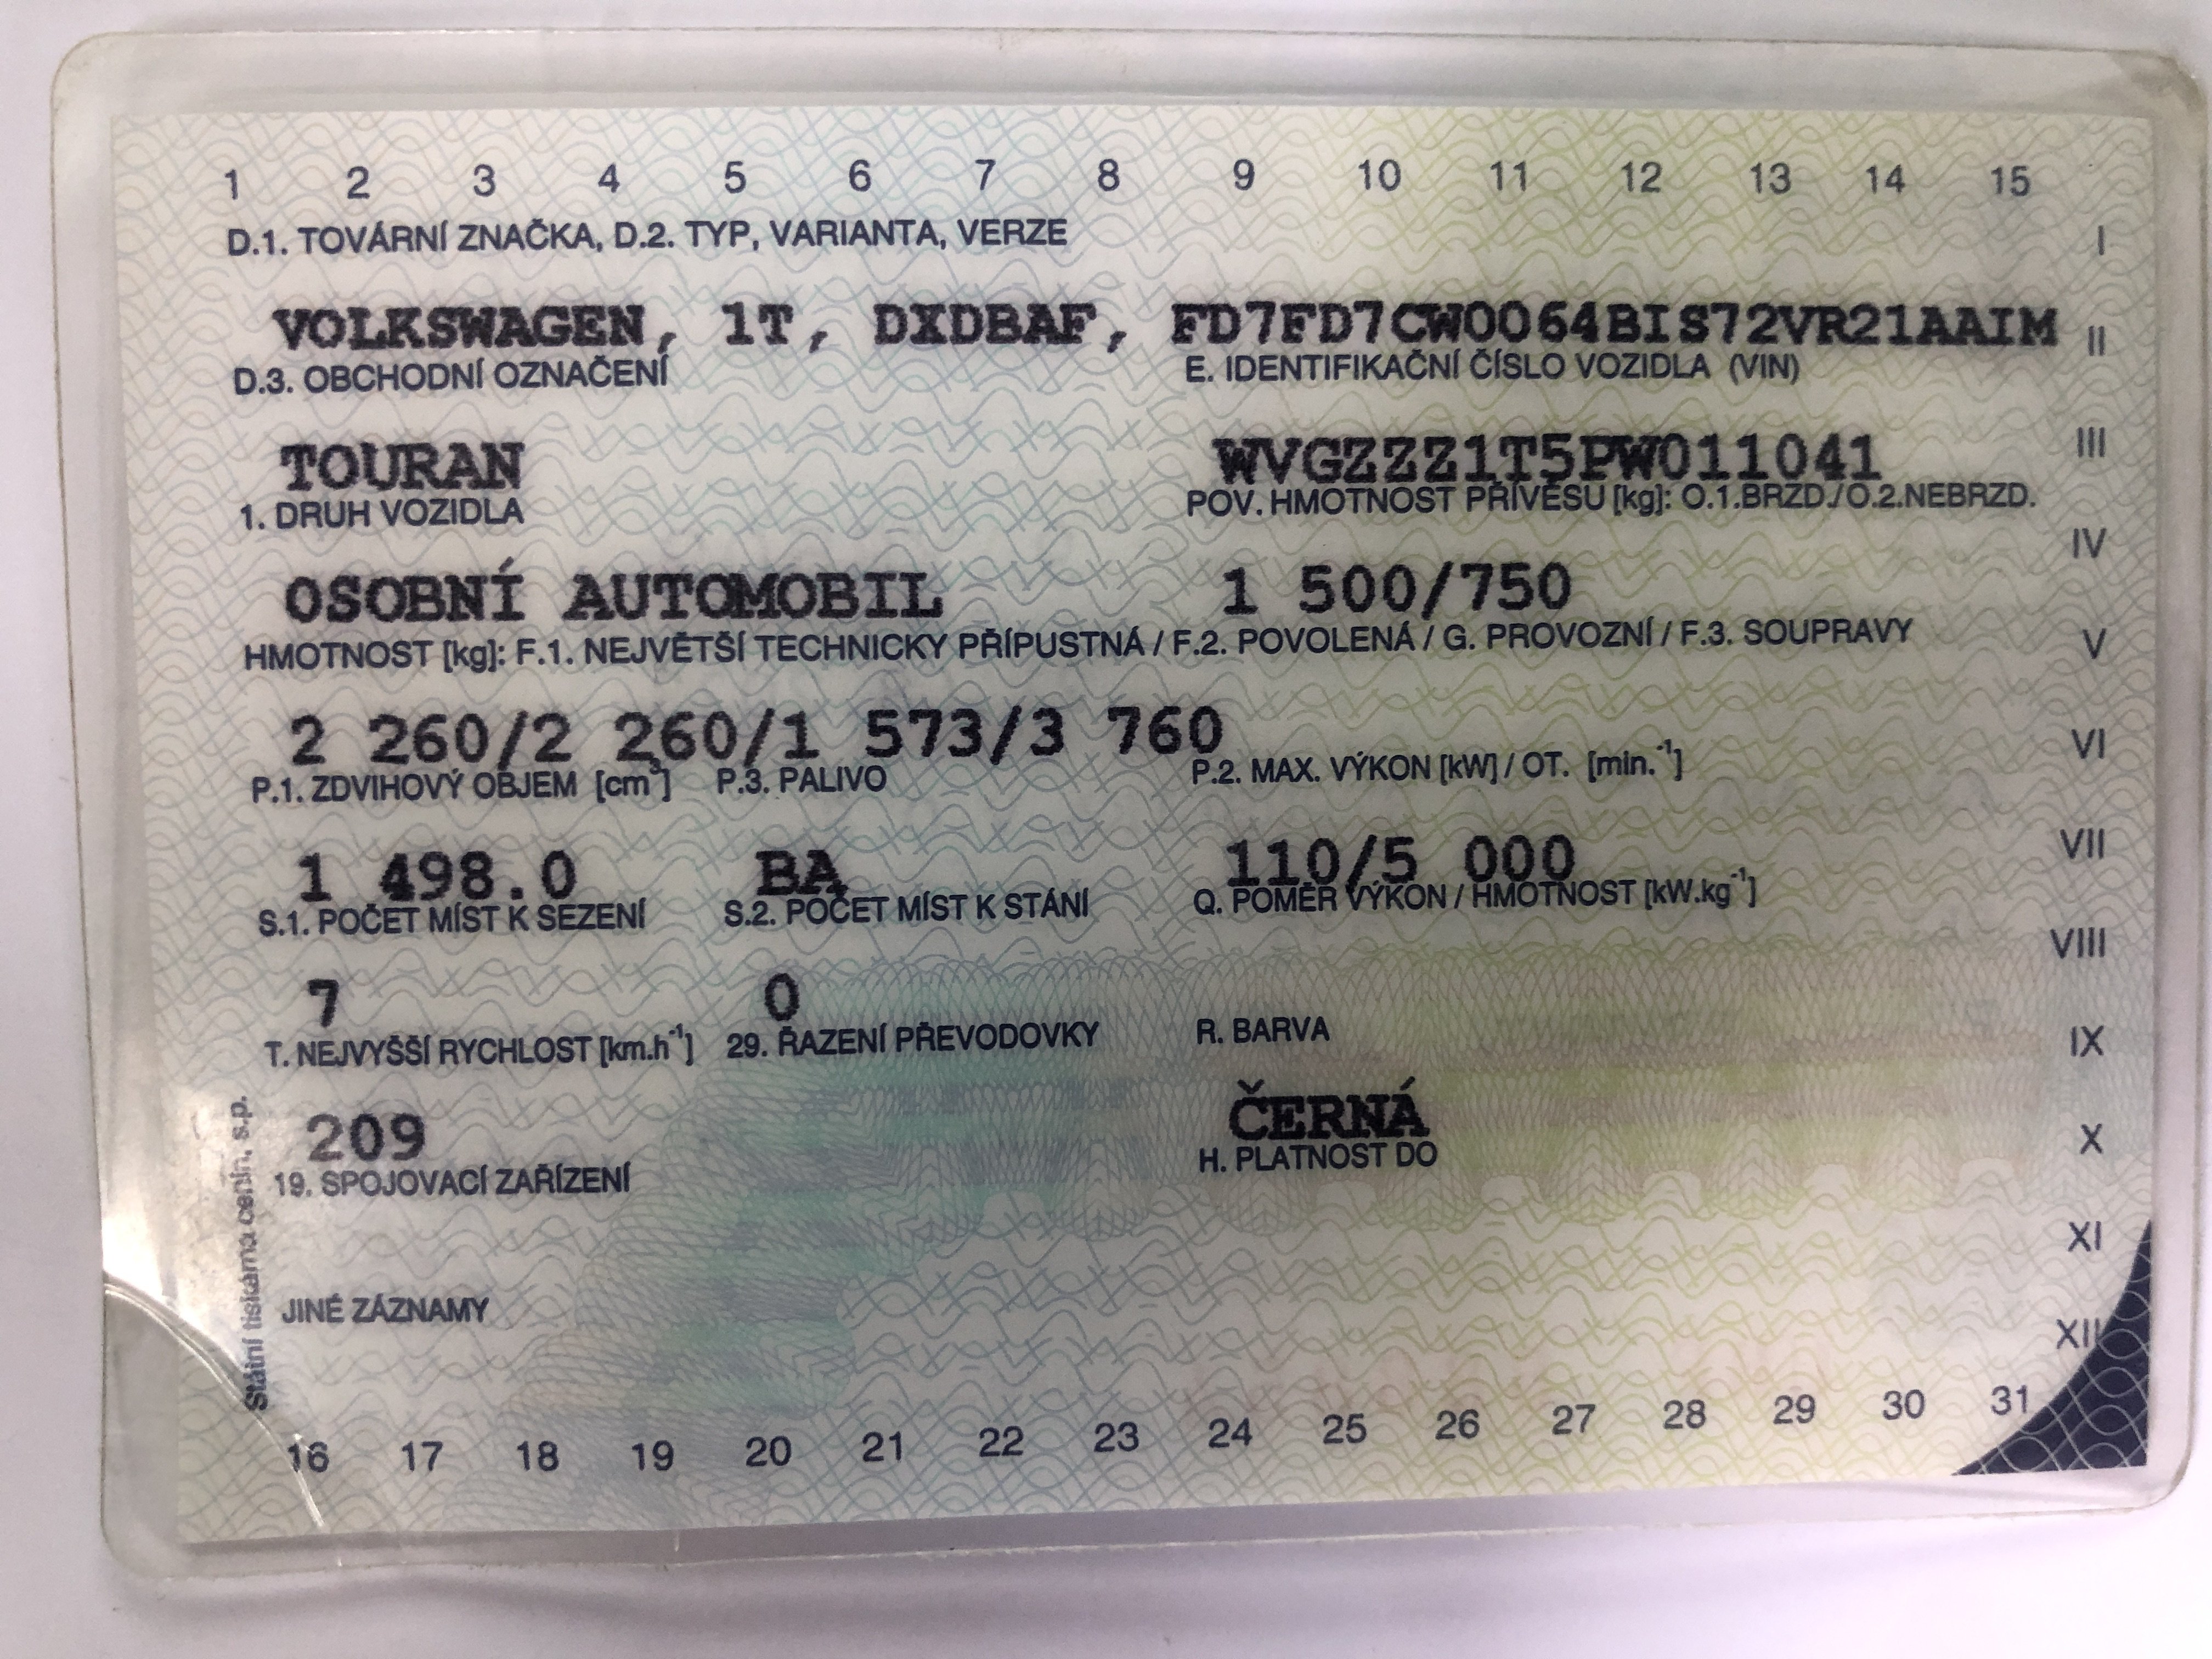 1 2 3 4 5 6 7 8 9 10 11 12 13 14 15
D.1. TOVÁRNÍ ZNAČKA, D.2. TYP, VARIANTA, VERZE I
VOLKSWAGEN, 1T, DXDBAF, FD7FD7CW0064BIS72VR21AAIM II
D.3. OBCHODNÍ OZNAČENÍ E. IDENTIFIKAČNÍ ČÍSLO VOZIDLA (VIN)
TOURAN WVGZZZ1T5PW011041 III
1. DRUH VOZIDLA POV. HMOTNOST PŘÍVĚSU [kg]: O.1.BRZD./O.2.NEBRZD.
IV
OSOBNÍ AUTOMOBIL 1 500/750
HMOTNOST [kg]: F.1. NEJVĚTŠÍ TECHNICKY PŘÍPUSTNÁ / F.2. POVOLENÁ / G. PROVOZNÍ / F.3. SOUPRAVY V
2 260/2 260/1 573/3 760 VI
P.1. ZDVIHOVÝ OBJEM [cm³] P.3. PALIVO P.2. MAX. VÝKON [kW] / OT. [min.⁻¹]
1 498.0 BA 110/5 000 VII
S.1. POČET MÍST K SEZENÍ S.2. POČET MÍST K STÁNÍ Q. POMĚR VÝKON / HMOTNOST [kW.kg⁻¹]
VIII
7 0
T. NEJVYŠŠÍ RYCHLOST [km.h⁻¹] 29. ŘAZENÍ PŘEVODOVKY R. BARVA IX
209 ČERNÁ X
19. SPOJOVACÍ ZAŘÍZENÍ H. PLATNOST DO
XI
JINÉ ZÁZNAMY XII
Státní tiskárna cenin, s.p.
16 17 18 19 20 21 22 23 24 25 26 27 28 29 30 31